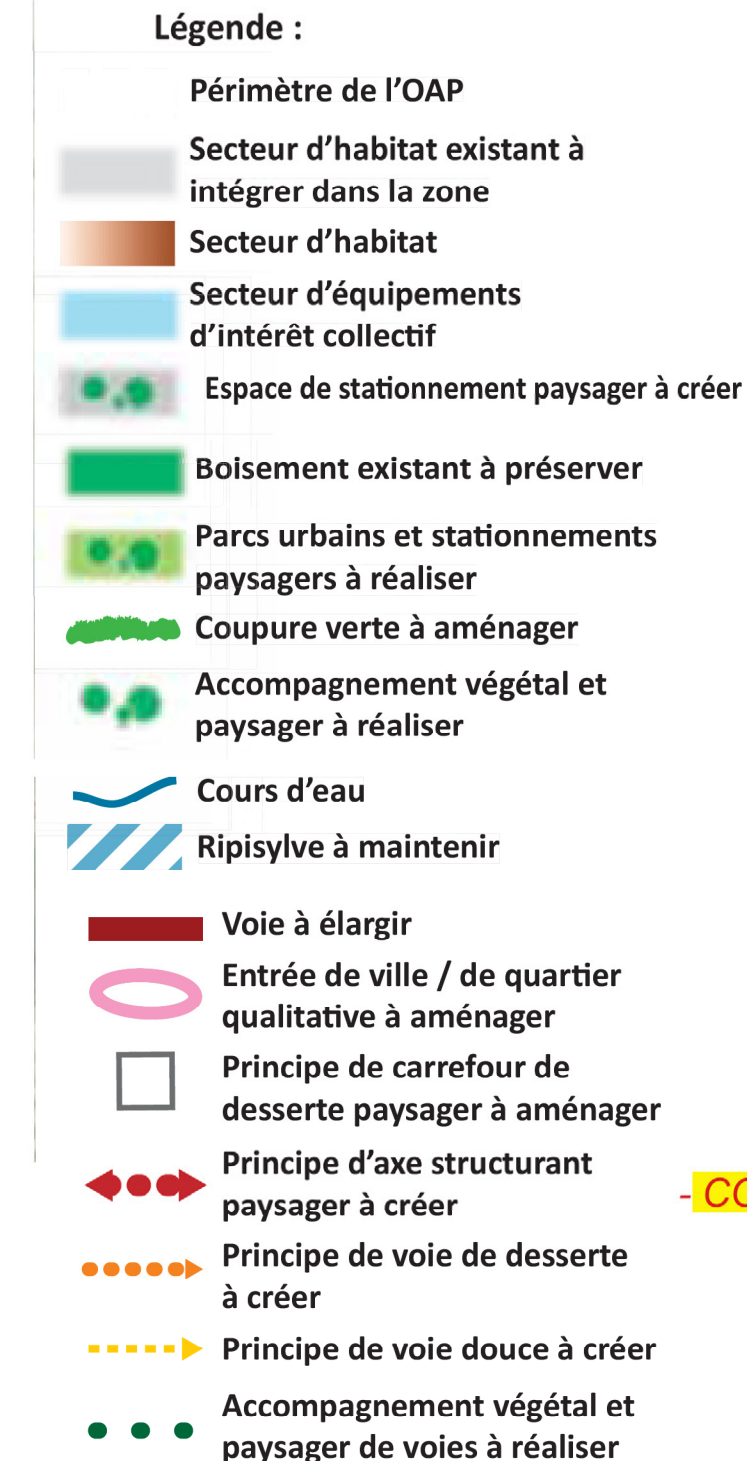 Légende :
Périmètre de l’OAP
Secteur d’habitat existant à
intégrer dans la zone
Secteur d’habitat
Secteur d’équipements
d’intérêt collectif
Espace de stationnement paysager à créer
Boisement existant à préserver
Parcs urbains et stationnements
paysagers à réaliser
Coupure verte à aménager
Accompagnement végétal et
paysager à réaliser
Cours d’eau
Ripisylve à maintenir
Voie à élargir
Entrée de ville / de quartier
qualitative à aménager
Principe de carrefour de
desserte paysager à aménager
Principe d’axe structurant
paysager à créer
- CO
Principe de voie de desserte
à créer
Principe de voie douce à créer
Accompagnement végétal et
paysager de voies à réaliser